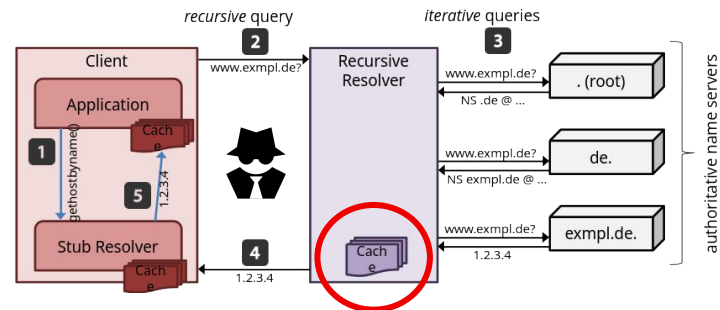 recursive query
iterative queries
2
3
Client
www.exmpl.de?
Recursive
Resolver
Application
Cach
e
www.exmpl.de?
NS .de @ ...
. (root)
1
gethostbyname()
5
1.2.3.4
www.exmpl.de?
NS exmpl.de @ ...
de.
Stub Resolver
Cach
e
4
1.2.3.4
Cach
e
www.exmpl.de?
1.2.3.4
exmpl.de.
authoritative name servers